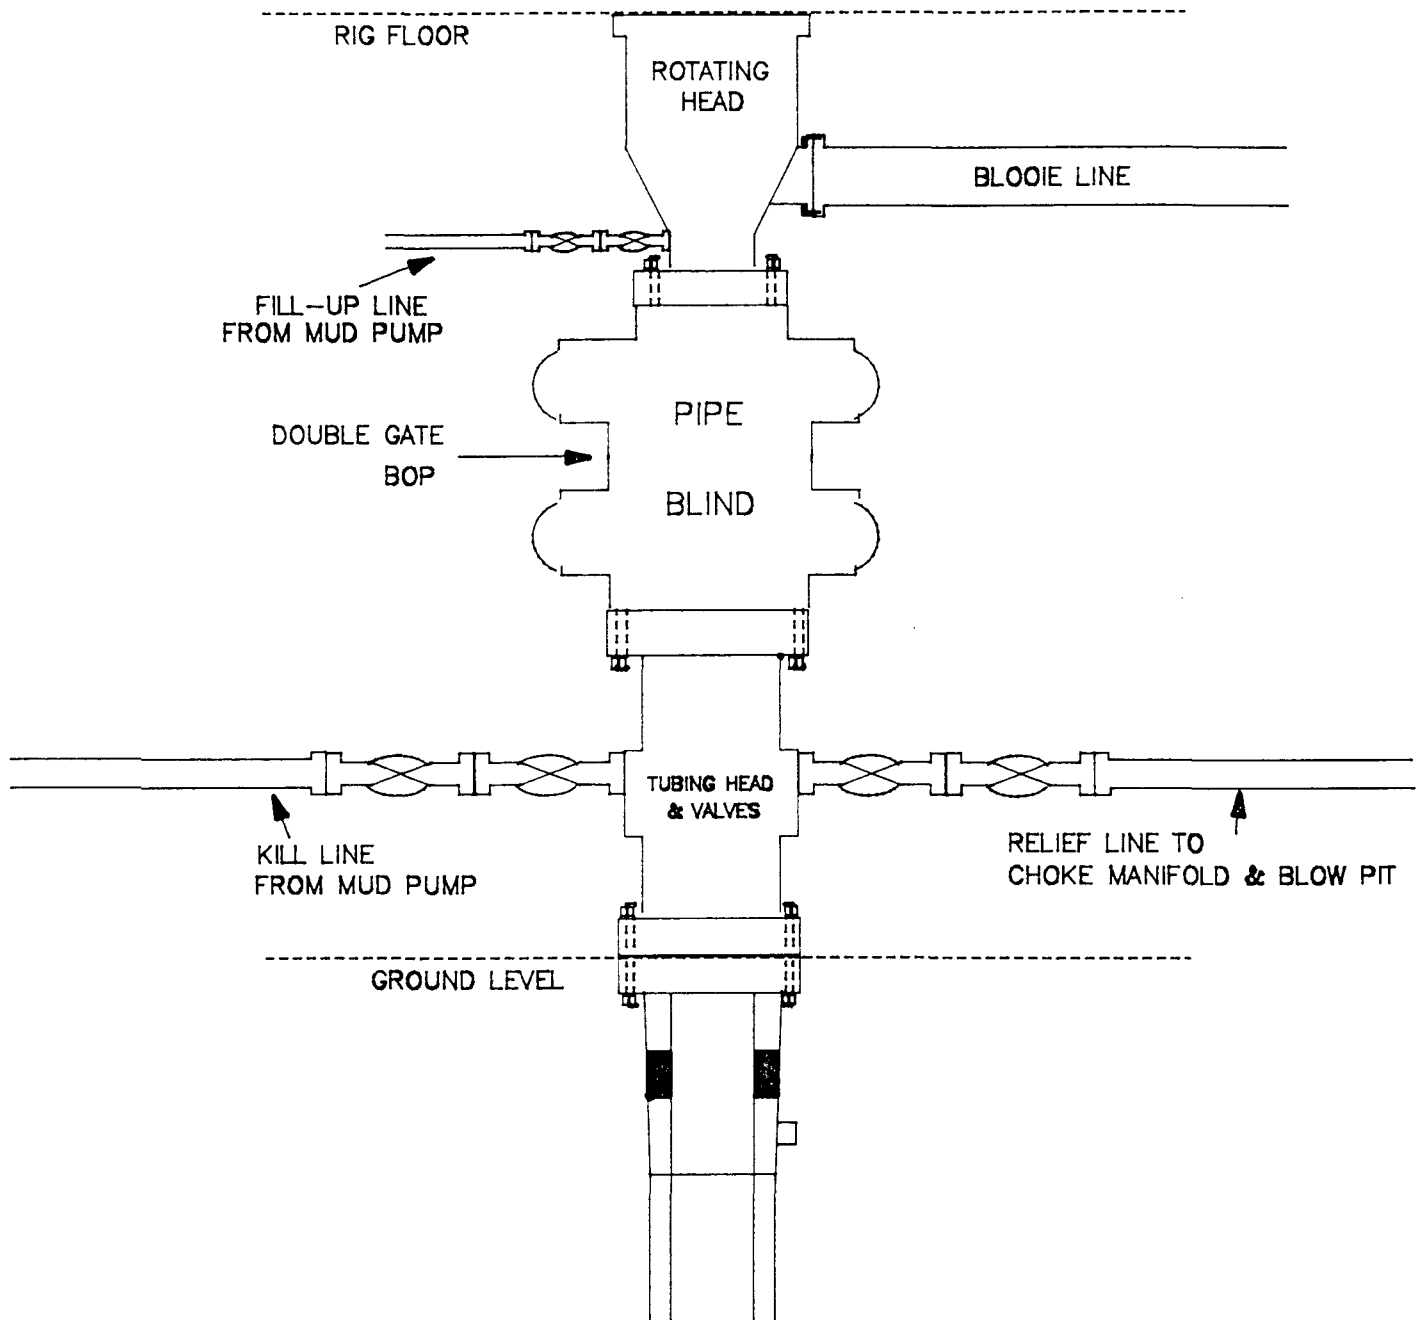 RIG FLOOR
ROTATING
HEAD
BLOOIE LINE
FILL-UP LINE
FROM MUD PUMP
PIPE
DOUBLE GATE
BOP
BLIND
TUBING HEAD
& VALVES
KILL LINE
FROM MUD PUMP
RELIEF LINE TO
CHOKE MANIFOLD & BLOW PIT
GROUND LEVEL